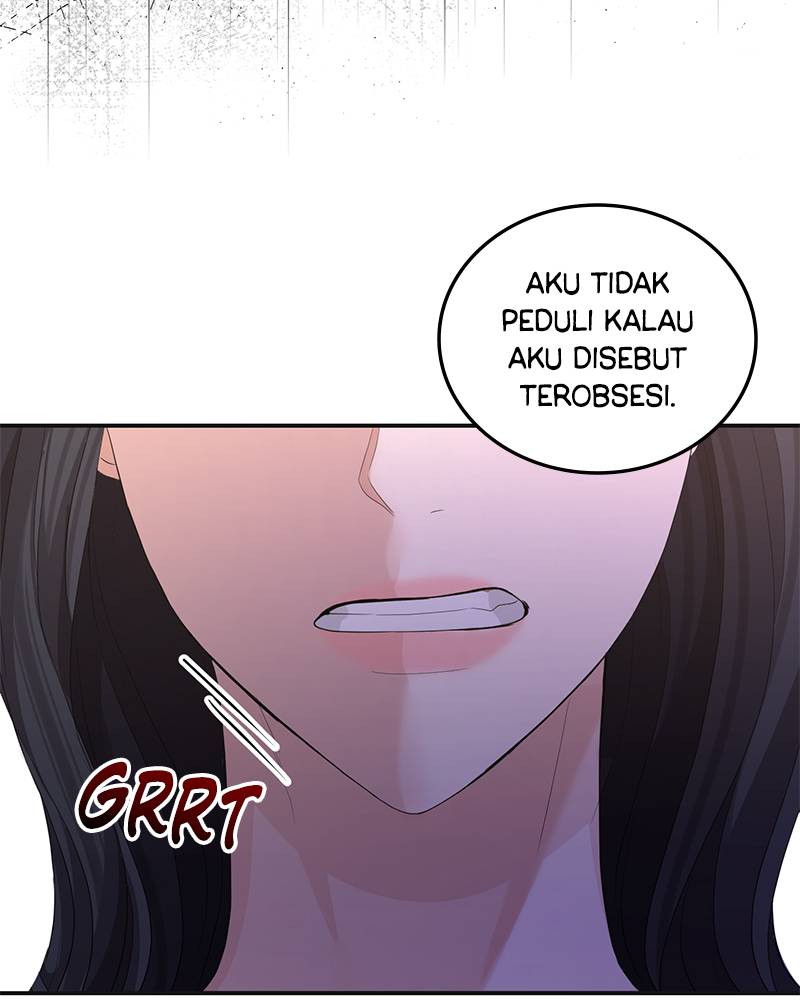 AKU TIDAK
PEDULI KALAU
AKU DISEBUT
TEROBSESI.
GRRT